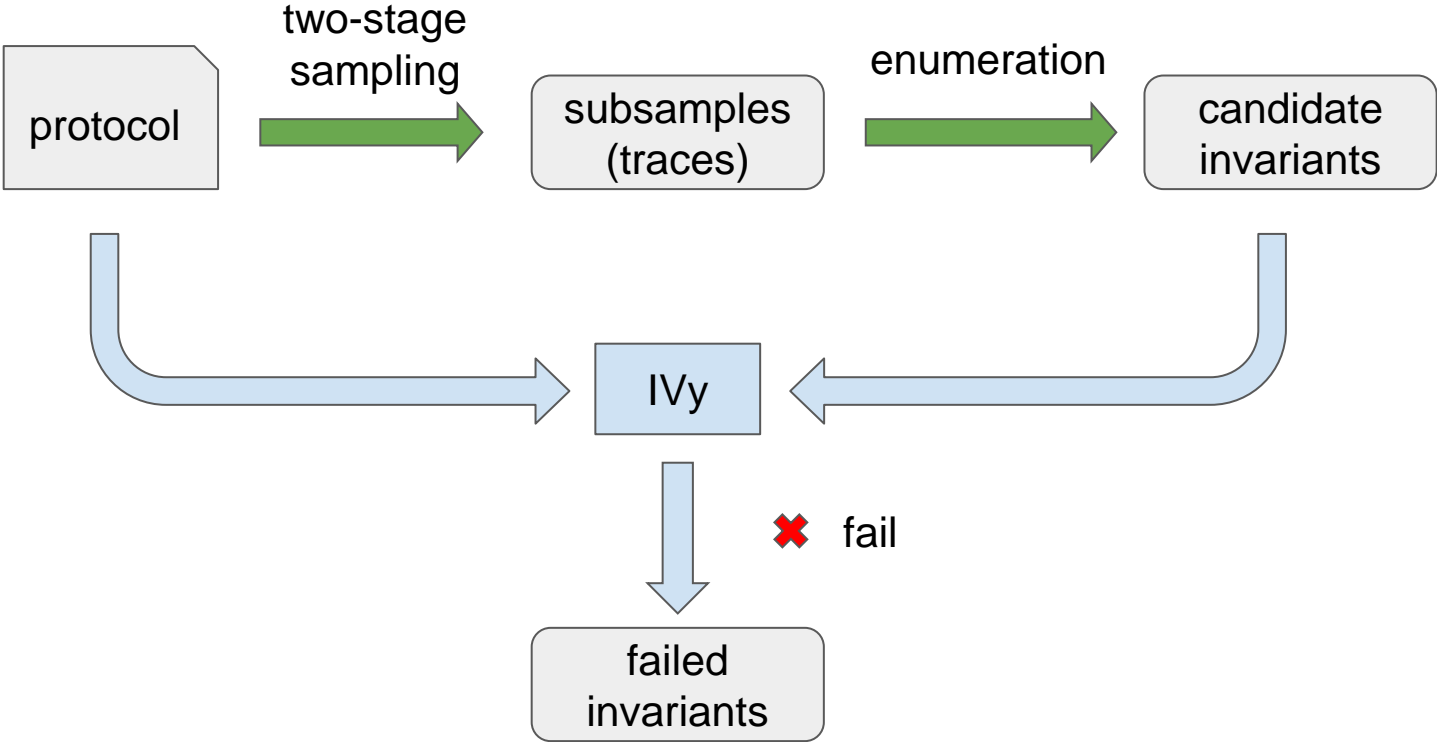 two-stage
sampling
protocol
subsamples
(traces)
enumeration
candidate
invariants
IVy
fail
failed
invariants